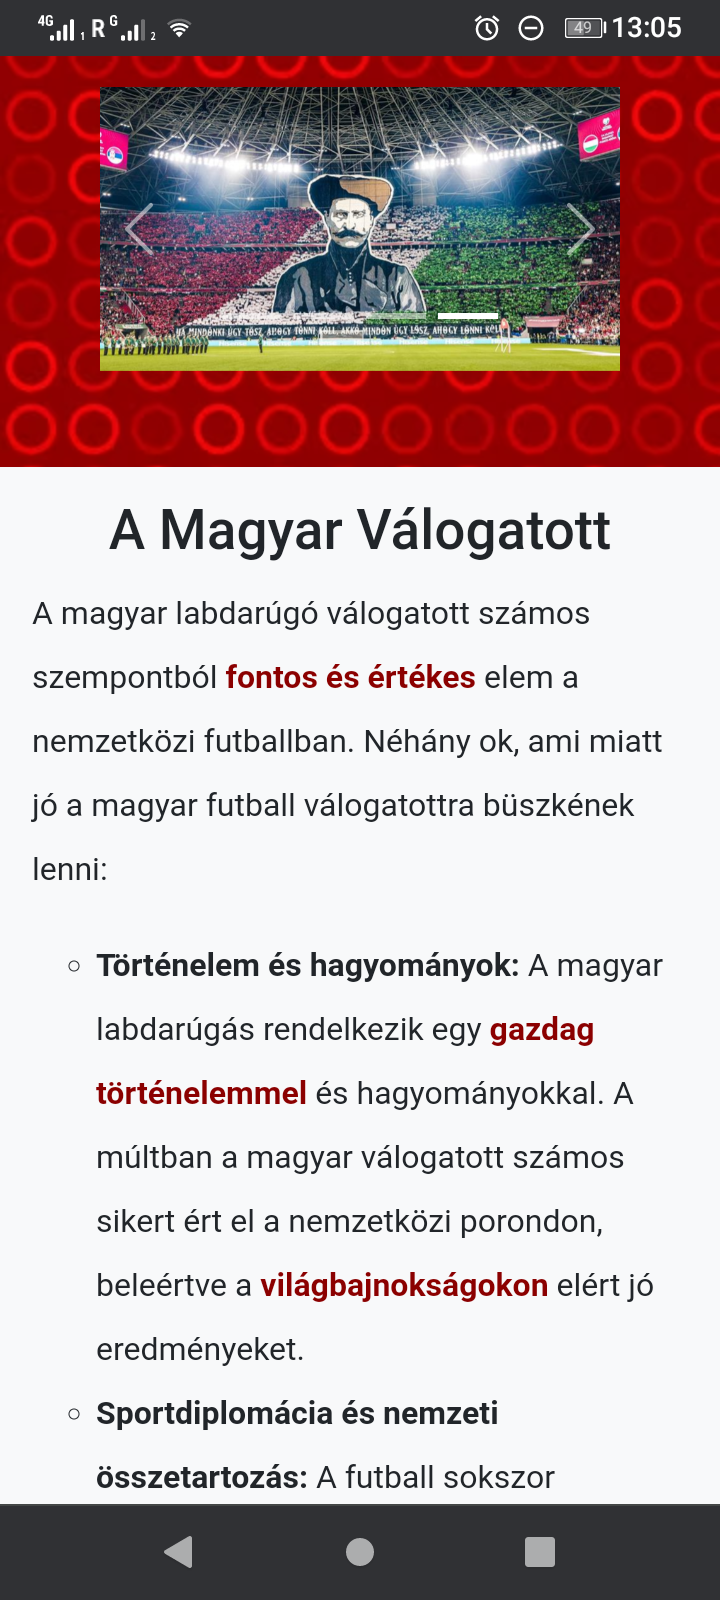 4G 1 R G 2 49 13:05
A Magyar Válogatott
A magyar labdarúgó válogatott számos
szempontból fontos és értékes elem a
nemzetközi futballban. Néhány ok, ami miatt
jó a magyar futball válogatottra büszkének
lenni:
Történelem és hagyományok: A magyar
labdarúgás rendelkezik egy gazdag
történelemmel és hagyományokkal. A
múltban a magyar válogatott számos
sikert ért el a nemzetközi porondon,
beleértve a világbajnokságokon elért jó
eredményeket.
Sportdiplomácia és nemzeti
összetartozás: A futball sokszor